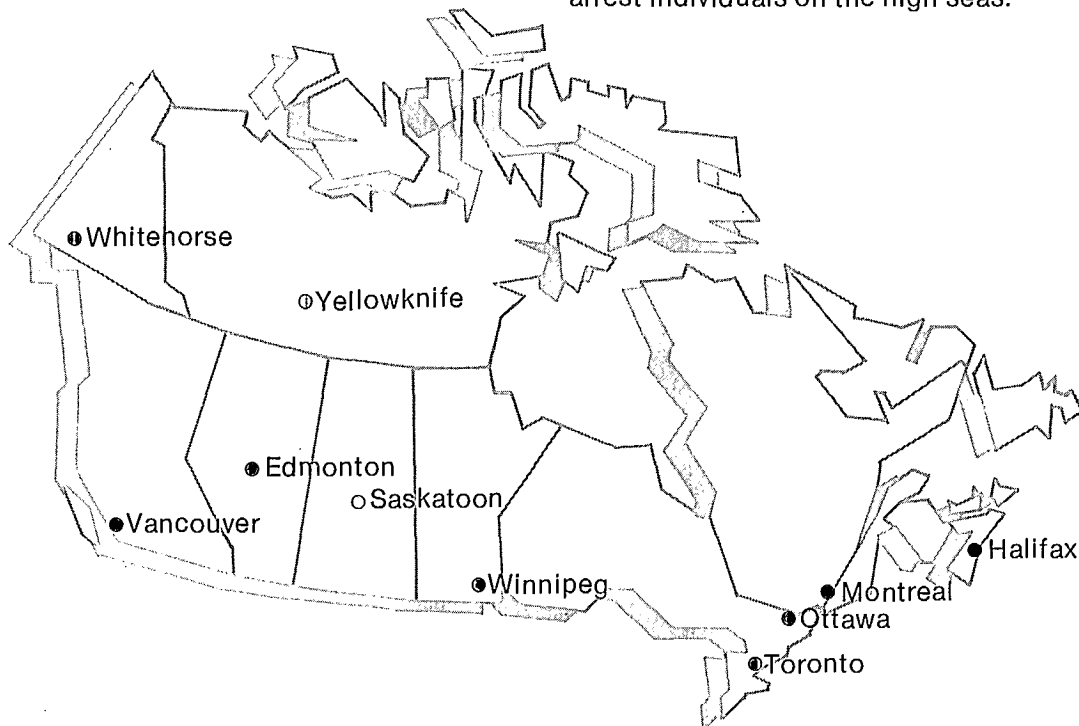 arrest individuals on the high seas.
Whitehorse
Yellowknife
Edmonton
Saskatoon
Vancouver
Halifax
Winnipeg
Montreal
Ottawa
Toronto